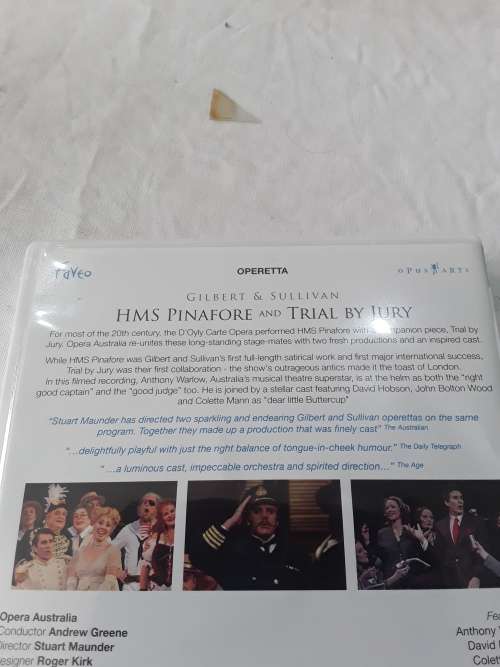 faveo
OPERETTA
OPUS ARTE
GILBERT & SULLIVAN
HMS PINAFORE AND TRIAL BY JURY
For most of the 20th century, the D'Oyly Carte Opera performed HMS Pinafore with companion piece, Trial by
Jury. Opera Australia re-unites these long-standing stage-mates with two fresh productions and an inspired cast.
While HMS Pinafore was Gilbert and Sullivan's first full-length satirical work and first major international success,
Trial by Jury was their first collaboration - the show's outrageous antics made it the toast of London.
In this filmed recording, Anthony Warlow, Australia's musical theatre superstar, is at the helm as both the "right
good captain" and the "good judge" too. He is joined by a stellar cast featuring David Hobson, John Bolton Wood
and Colette Mann as "dear little Buttercup"
"Stuart Maunder has directed two sparkling and endearing Gilbert and Sullivan operettas on the same
program. Together they made up a production that was finely cast" The Australian
"...delightfully playful with just the right balance of tongue-in-cheek humour." The Daily Telegraph
"...a luminous cast, impeccable orchestra and spirited direction..." The Age
Opera Australia
Conductor Andrew Greene
Director Stuart Maunder
esigner Roger Kirk
Fe
Anthony
David
Colet